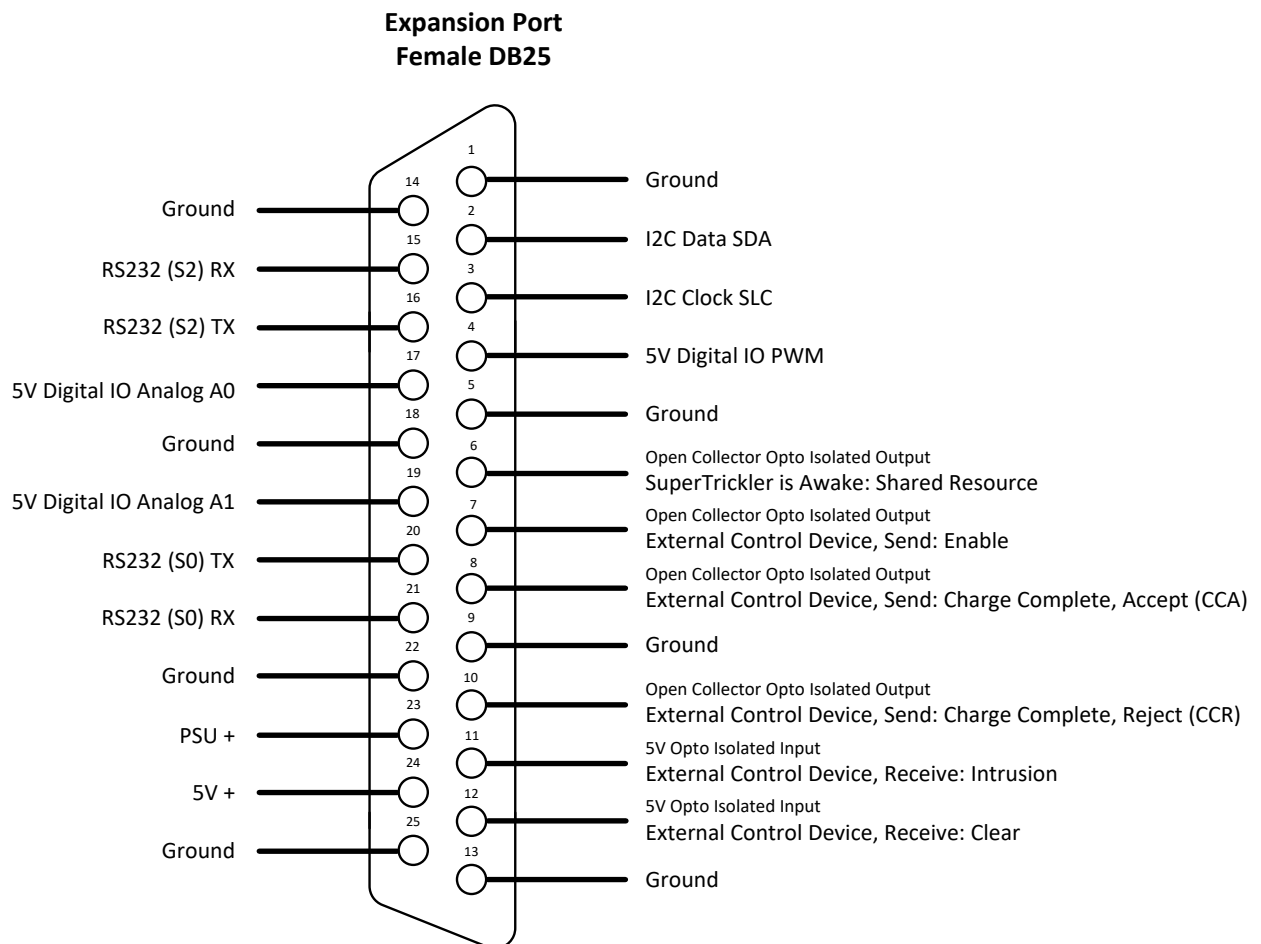 Expansion Port
Female DB25
1
Ground
14
Ground
2
I2C Data SDA
15
RS232 (S2) RX
3
I2C Clock SLC
16
RS232 (S2) TX
4
5V Digital IO PWM
17
5V Digital IO Analog A0
5
Ground
18
Ground
6
Open Collector Opto Isolated Output
SuperTrickler is Awake: Shared Resource
19
5V Digital IO Analog A1
7
Open Collector Opto Isolated Output
External Control Device, Send: Enable
20
RS232 (S0) TX
8
Open Collector Opto Isolated Output
External Control Device, Send: Charge Complete, Accept (CCA)
21
RS232 (S0) RX
9
Ground
22
Ground
10
Open Collector Opto Isolated Output
External Control Device, Send: Charge Complete, Reject (CCR)
23
PSU +
11
5V Opto Isolated Input
External Control Device, Receive: Intrusion
24
5V +
12
5V Opto Isolated Input
External Control Device, Receive: Clear
25
Ground
13
Ground